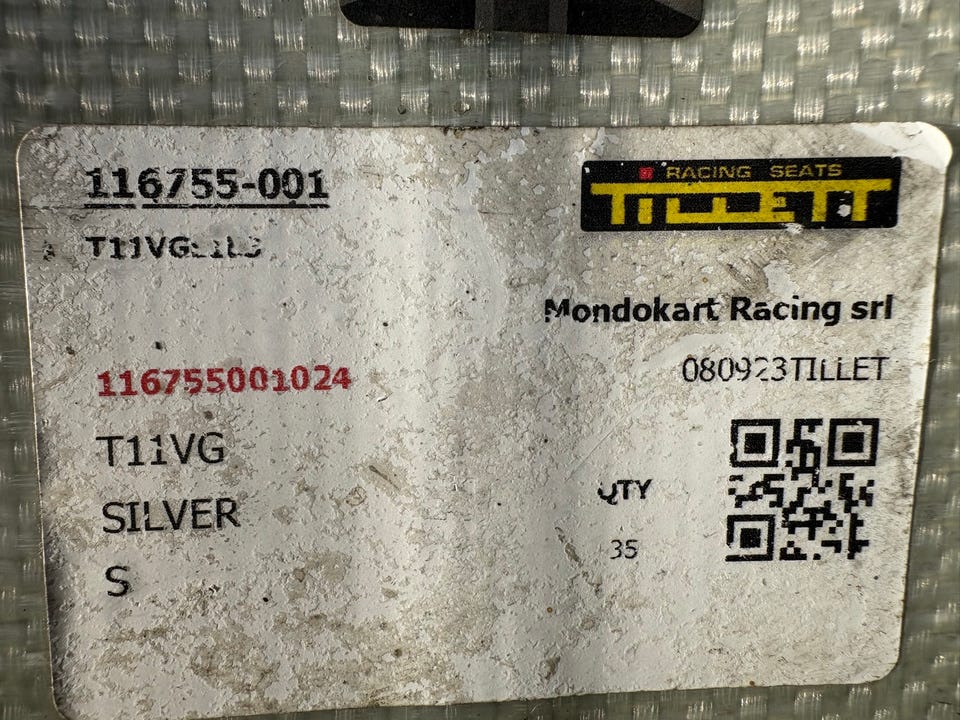 116755-001
RACING SEATS
TILLETT
Mondokart Racing srl
116755001024
080923TILLET
T11VG
SILVER
QTY
S
35